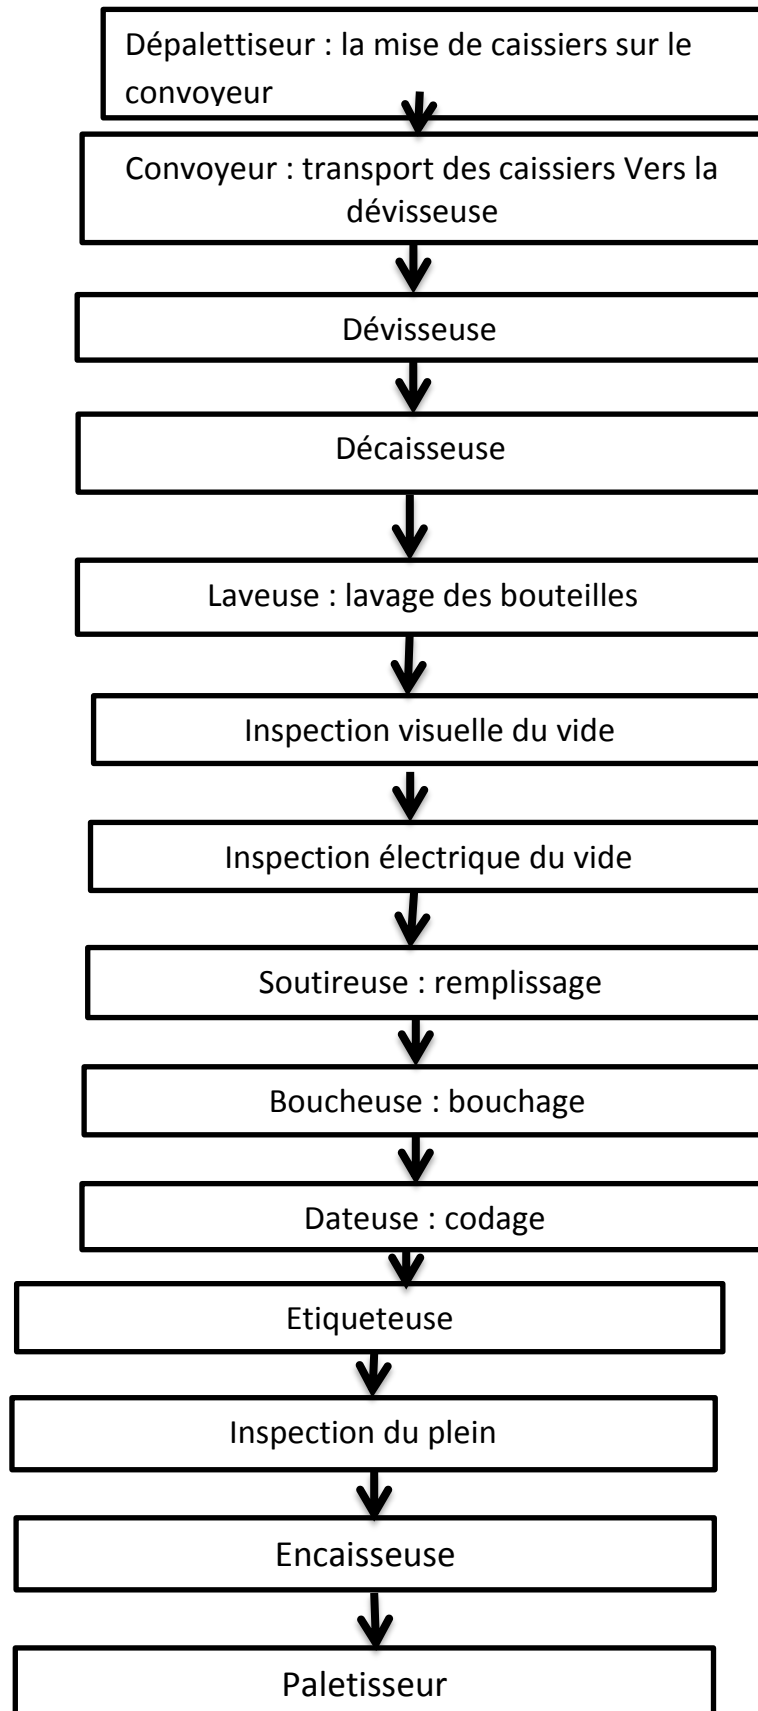 Dépalettiseur : la mise de caissiers sur le
convoyeur
Convoyeur : transport des caissiers Vers la
dévisseuse
Dévisseuse
Décaisseuse
Laveuse : lavage des bouteilles
Inspection visuelle du vide
Inspection électrique du vide
Soutireuse : remplissage
Boucheuse : bouchage
Dateuse : codage
Etiqueteuse
Inspection du plein
Encaisseuse
Paletisseur